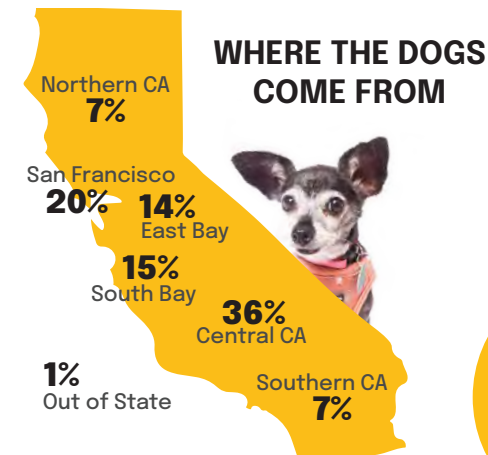 WHERE THE DOGS
COME FROM
Northern CA
7%
San Francisco
20%
14%
East Bay
15%
South Bay
36%
Central CA
1%
Out of State
Southern CA
7%